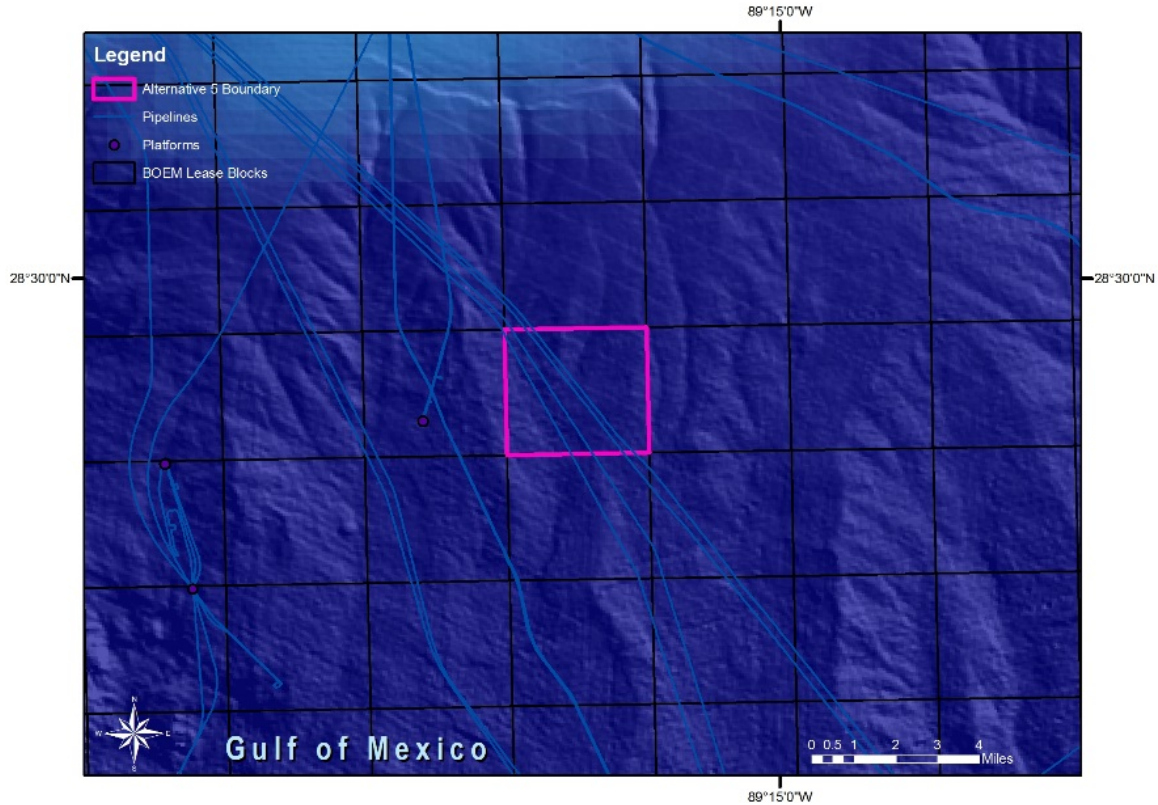 89°15'0"W
Legend
Alternative 5 Boundary
Pipelines
Platforms
BOEM Lease Blocks
28°30'0"N
28°30'0"N
N
W E
S
Gulf of Mexico
0 0.5 1 2 3 4
Miles
89°15'0"W